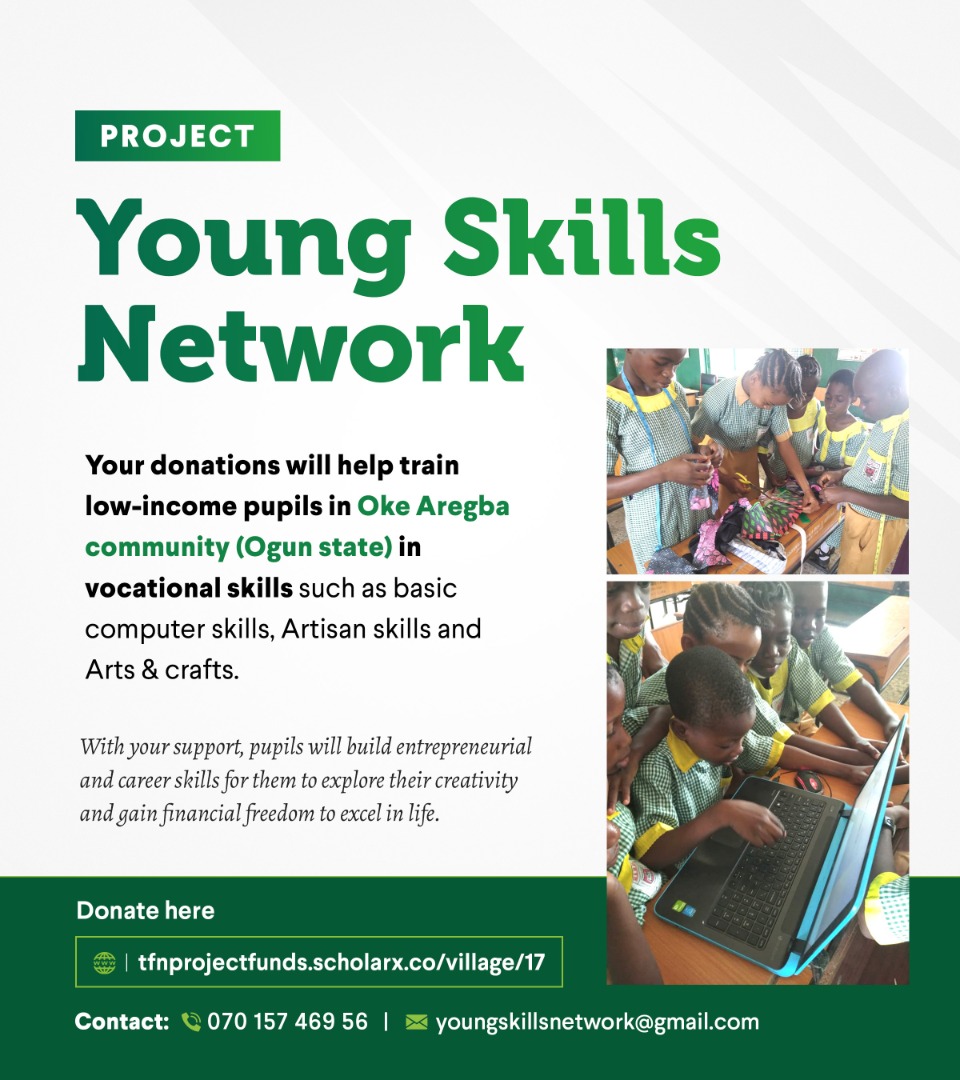 PROJECT
Young Skills
Network
Your donations will help train
low-income pupils in Oke Aregba
community (Ogun state) in
vocational skills such as basic
computer skills, Artisan skills and
Arts & crafts.
With your support, pupils will build entrepreneurial
and career skills for them to explore their creativity
and gain financial freedom to excel in life.
Donate here
tfnprojectfunds.scholarx.co/village/17
Contact: 070 157 469 56 | youngskillsnetwork@gmail.com